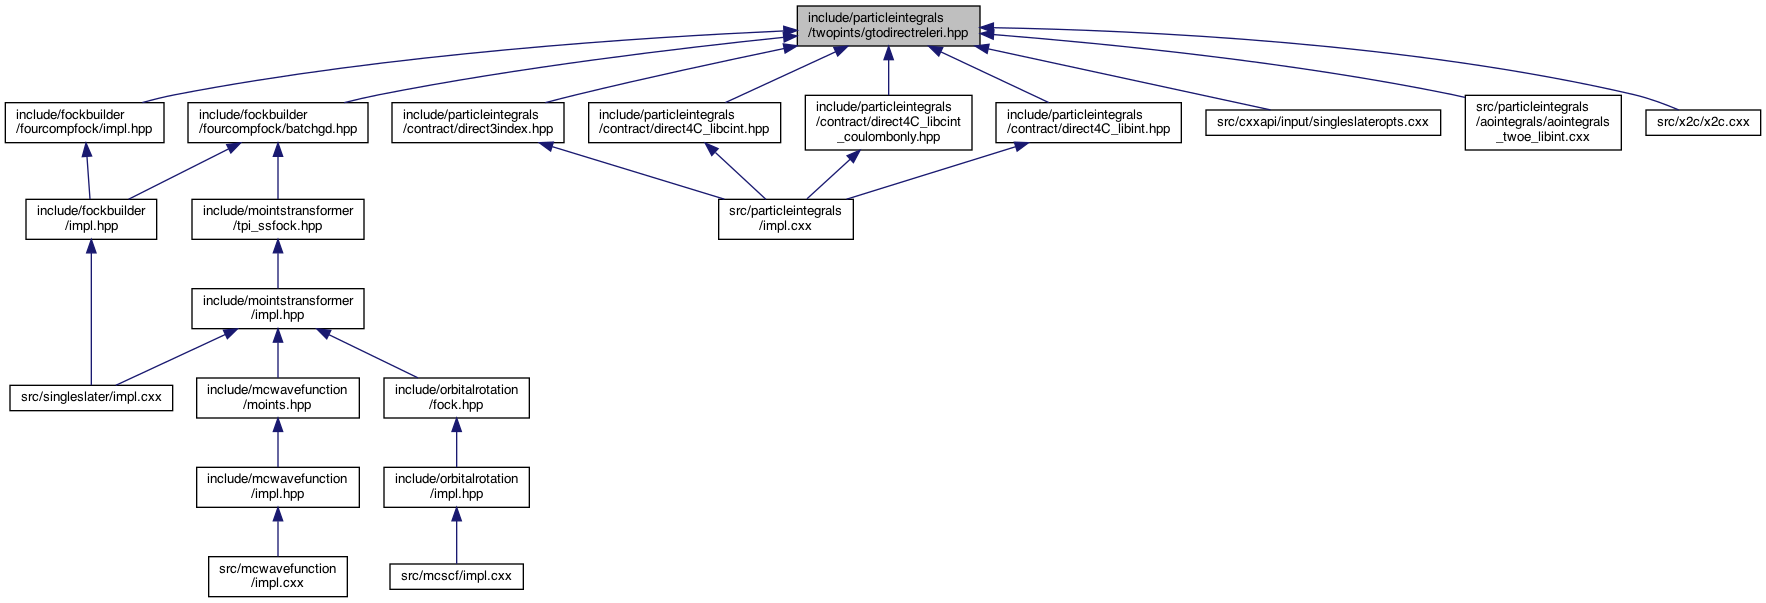 include/particleintegrals
/twopints/gtodirectreleri.hpp
include/fockbuilder
/fourcompfock/impl.hpp
include/fockbuilder
/fourcompfock/batchgd.hpp
include/particleintegrals
/contract/direct3index.hpp
include/particleintegrals
/contract/direct4C_libcint.hpp
include/particleintegrals
/contract/direct4C_libcint
_coulombonly.hpp
include/particleintegrals
/contract/direct4C_libint.hpp
src/cxxapi/input/singleslateropts.cxx
src/particleintegrals
/aointegrals/aointegrals
_twoe_libint.cxx
src/x2c/x2c.cxx
include/fockbuilder
/impl.hpp
include/mointstransformer
/tpi_ssfock.hpp
src/particleintegrals
/impl.cxx
include/mointstransformer
/impl.hpp
src/singleslater/impl.cxx
include/mcwavefunction
/moints.hpp
include/orbitalrotation
/fock.hpp
include/mcwavefunction
/impl.hpp
include/orbitalrotation
/impl.hpp
src/mcwavefunction
/impl.cxx
src/mcscf/impl.cxx